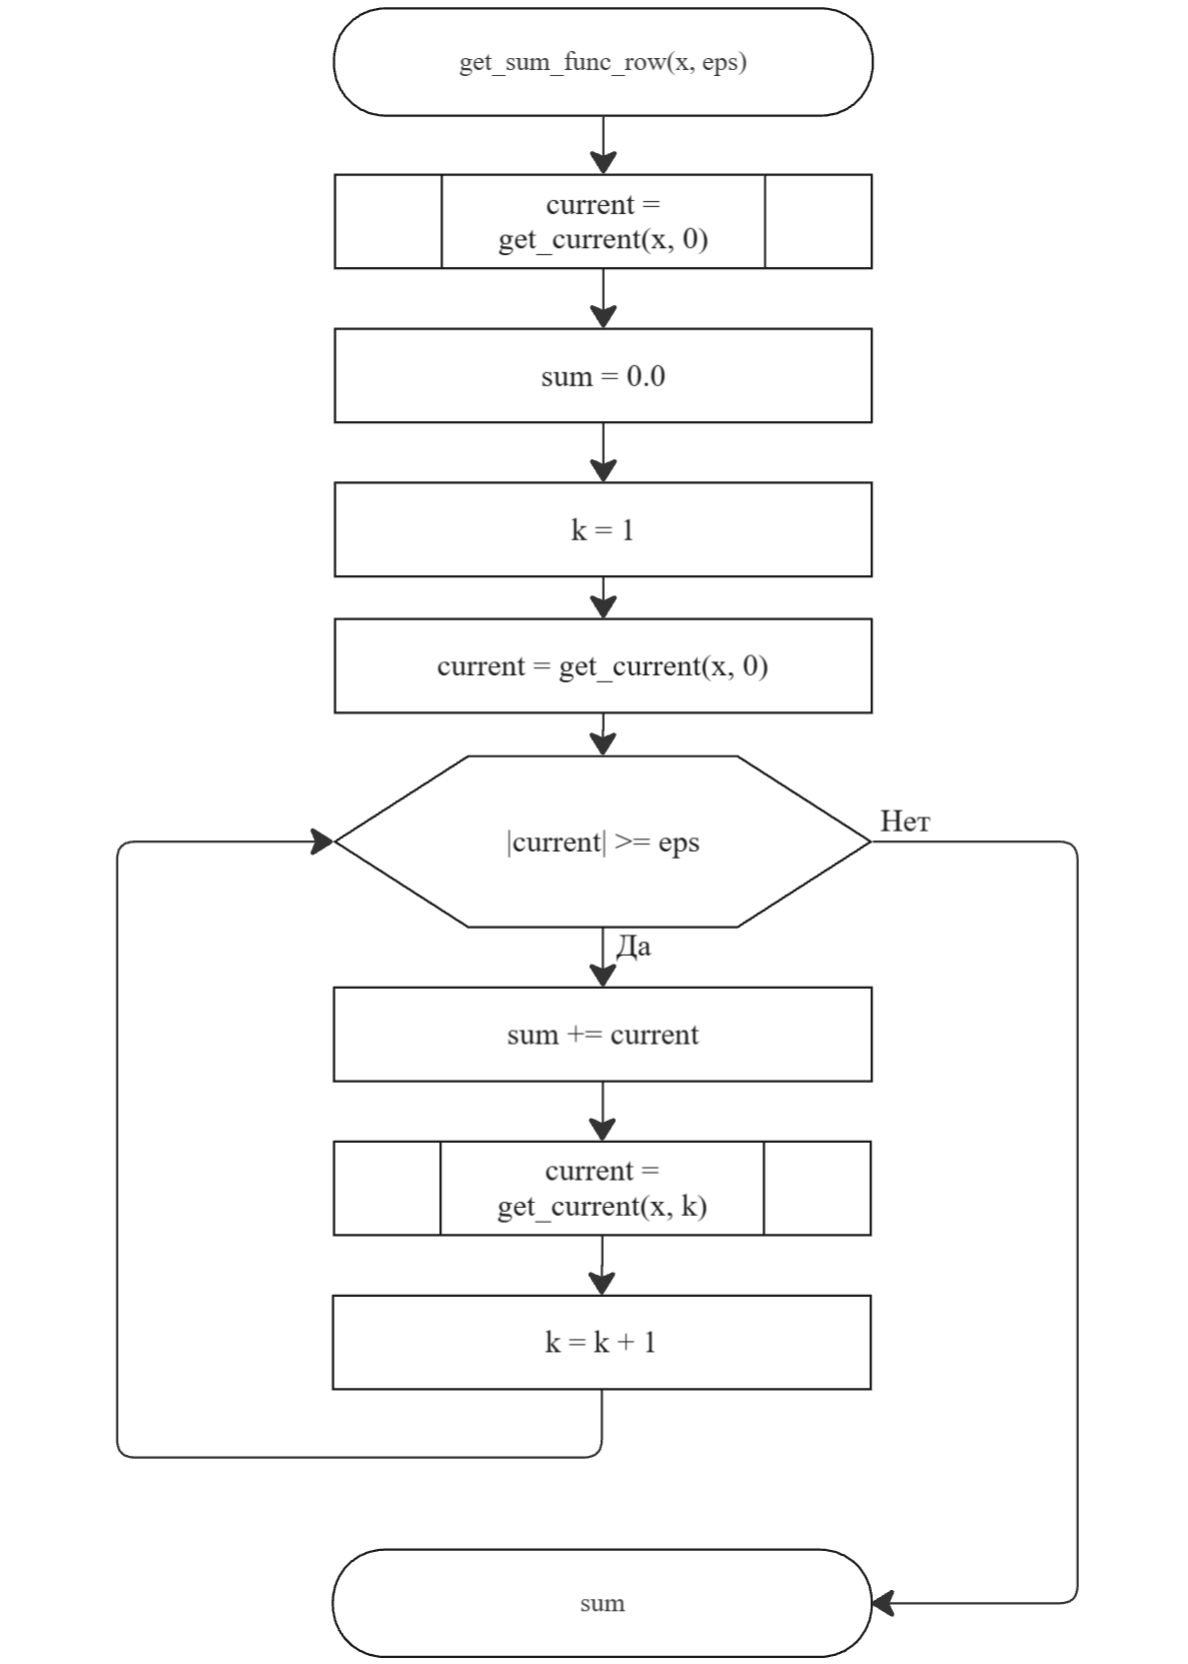 get_sum_func_row(x, eps)
current =
get_current(x, 0)
sum = 0.0
k = 1
current = get_current(x, 0)
|current| >= eps
Нет
Да
sum += current
current =
get_current(x, k)
k = k + 1
sum